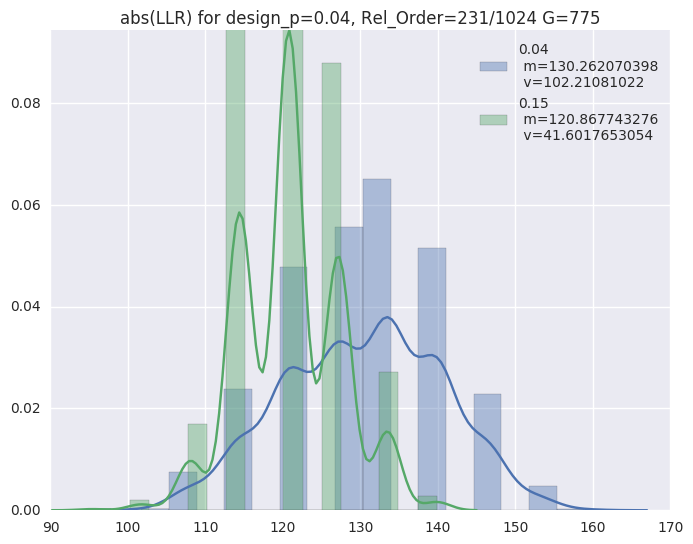 abs(LLR) for design_p=0.04, Rel_Order=231/1024 G=775
0.04
m=130.262070398
v=102.21081022
0.15
m=120.867743276
v=41.6017653054
0.08
0.06
0.04
0.02
0.00
90 100 110 120 130 140 150 160 170